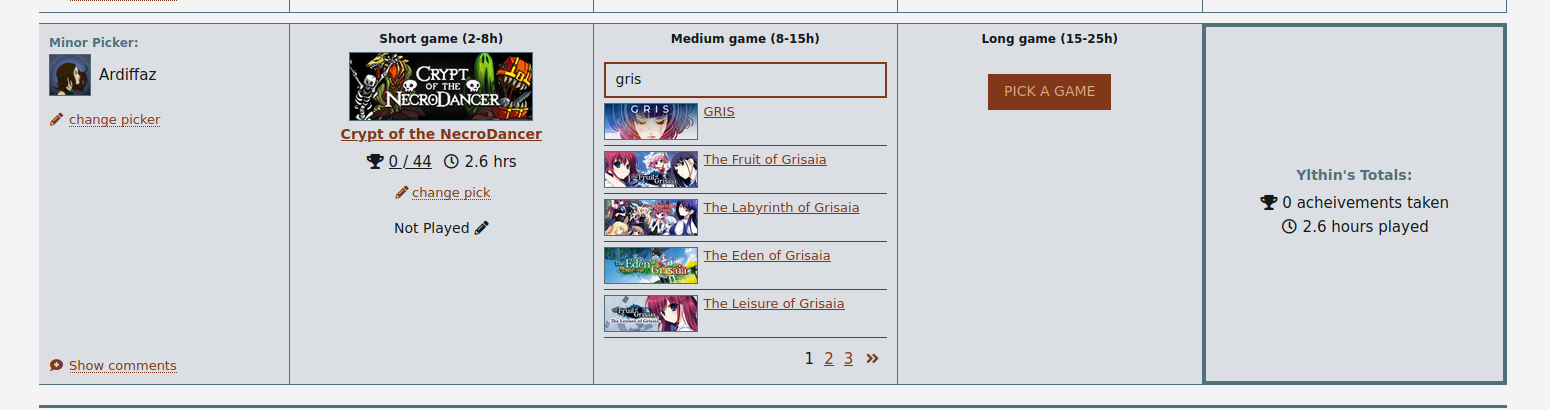 Minor Picker:
Ardiffaz
change picker
Show comments
Short game (2-8h)
CRYPT
OF THE
NECRODANCER
Crypt of the NecroDancer
0 / 44 2.6 hrs
change pick
Not Played
Medium game (8-15h)
gris
GRIS
GRIS
The Fruit of Grisaia
The Labyrinth of Grisaia
The Eden of Grisaia
The Leisure of Grisaia
1 2 3 »
Long game (15-25h)
PICK A GAME
Ylthin's Totals:
0 acheivements taken
2.6 hours played